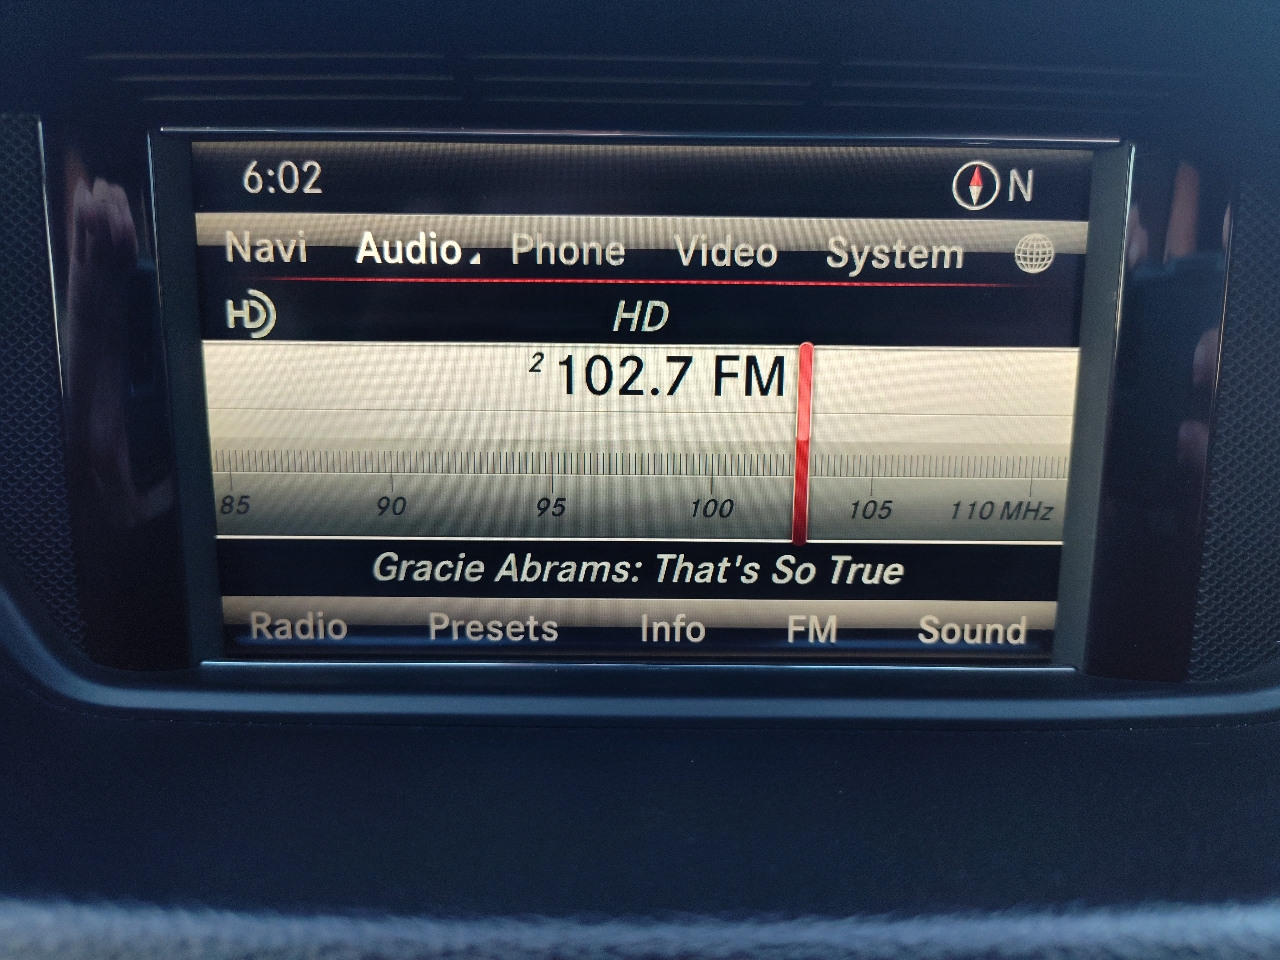 6:02 N
Navi Audio Phone Video System
HD HD
2 102.7 FM
85 90 95 100 105 110 MHz
Gracie Abrams: That's So True
Radio Presets Info FM Sound